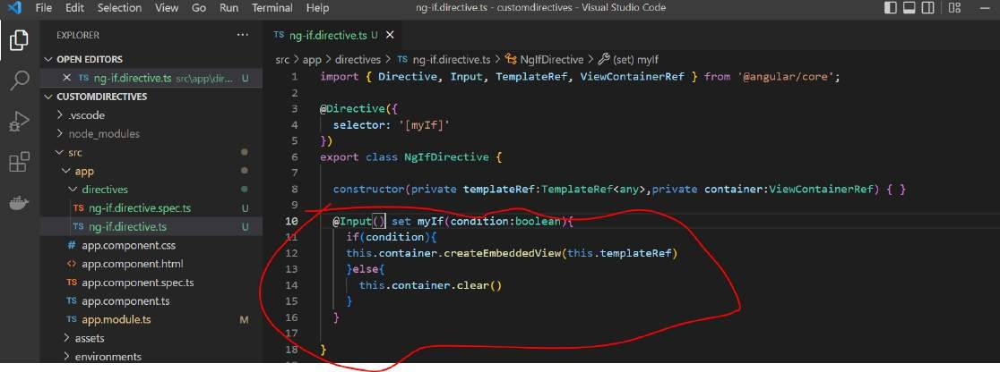 File Edit Selection View Go Run Terminal Help
ng-if.directive.ts - customdirectives - Visual Studio Code
EXPLORER
OPEN EDITORS
TS ng-if.directive.ts src\app\dir... U
CUSTOMDIRECTIVES
.vscode
node_modules
src
app
directives
TS ng-if.directive.spec.ts U
TS ng-if.directive.ts U
# app.component.css
<> app.component.html
TS app.component.spec.ts
TS app.component.ts
TS app.module.ts M
assets
environments
TS ng-if.directive.ts U
src > app > directives > TS ng-if.directive.ts > NgIfDirective > (set) myIf
1 import { Directive, Input, TemplateRef, ViewContainerRef } from '@angular/core';
2
3 @Directive({
4 selector: '[myIf]'
5 })
6 export class NgIfDirective {
7
8 constructor(private templateRef:TemplateRef<any>,private container:ViewContainerRef) { }
9
10 @Input() set myIf(condition:boolean){
11 if(condition){
12 this.container.createEmbeddedView(this.templateRef)
13 }else{
14 this.container.clear()
15 }
16 }
17
18 }